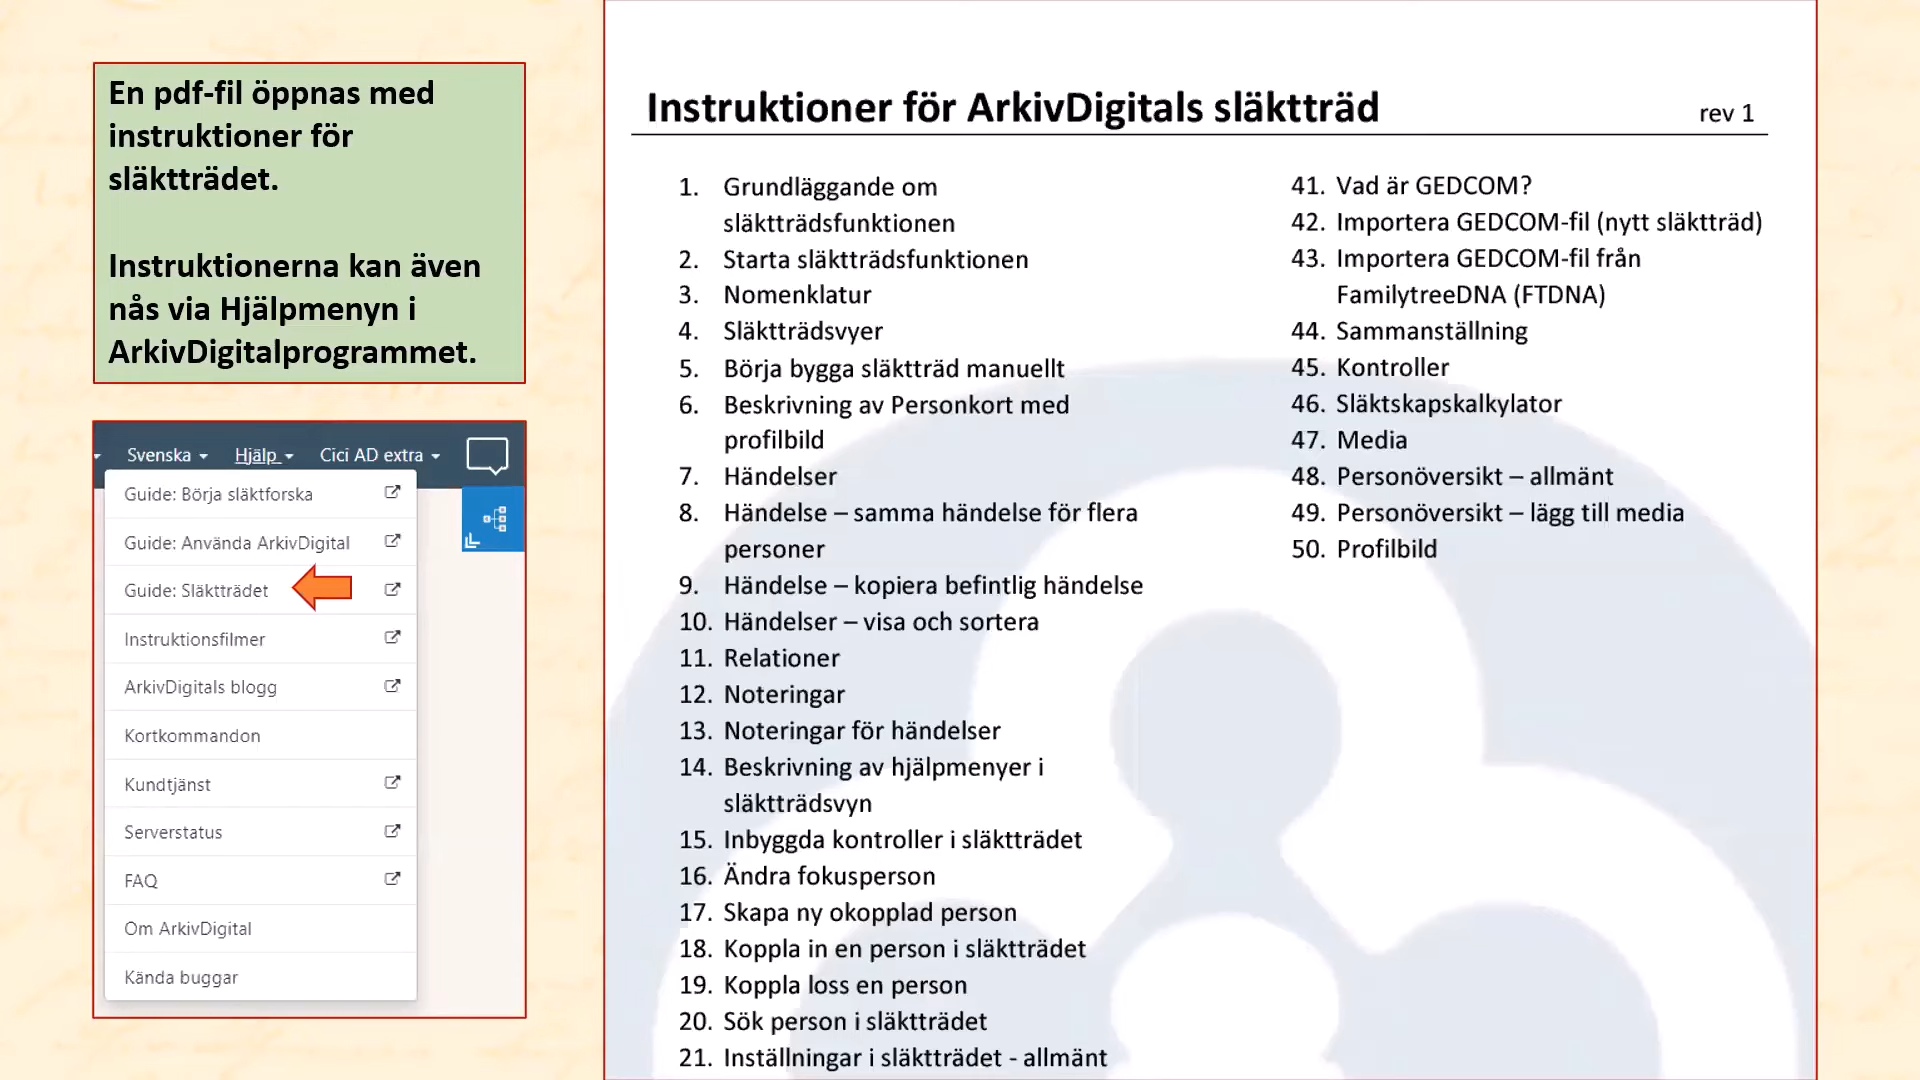 En pdf-fil öppnas med
instruktioner för
släktträdet.
Instruktionerna kan även
nås via Hjälpmenyn i
ArkivDigitalprogrammet.
Svenska
Hjälp
Cici AD extra
Guide: Börja släktforska
Guide: Använda ArkivDigital
Guide: Släktträdet
Instruktionsfilmer
ArkivDigitals blogg
Kortkommandon
Kundtjänst
Serverstatus
FAQ
Om ArkivDigital
Kända buggar
Instruktioner för ArkivDigitals släktträd
rev 1
1. Grundläggande om
släktträdsfunktionen
2. Starta släktträdsfunktionen
3. Nomenklatur
4. Släktträdsvyer
5. Börja bygga släktträd manuellt
6. Beskrivning av Personkort med
profilbild
7. Händelser
8. Händelse – samma händelse för flera
personer
9. Händelse – kopiera befintlig händelse
10. Händelser – visa och sortera
11. Relationer
12. Noteringar
13. Noteringar för händelser
14. Beskrivning av hjälpmenyer i
släktträdsvyn
15. Inbyggda kontroller i släktträdet
16. Ändra fokusperson
17. Skapa ny okopplad person
18. Koppla in en person i släktträdet
19. Koppla loss en person
20. Sök person i släktträdet
21. Inställningar i släktträdet - allmänt
41. Vad är GEDCOM?
42. Importera GEDCOM-fil (nytt släktträd)
43. Importera GEDCOM-fil från
FamilytreeDNA (FTDNA)
44. Sammanställning
45. Kontroller
46. Släktskapskalkylator
47. Media
48. Personöversikt – allmänt
49. Personöversikt – lägg till media
50. Profilbild